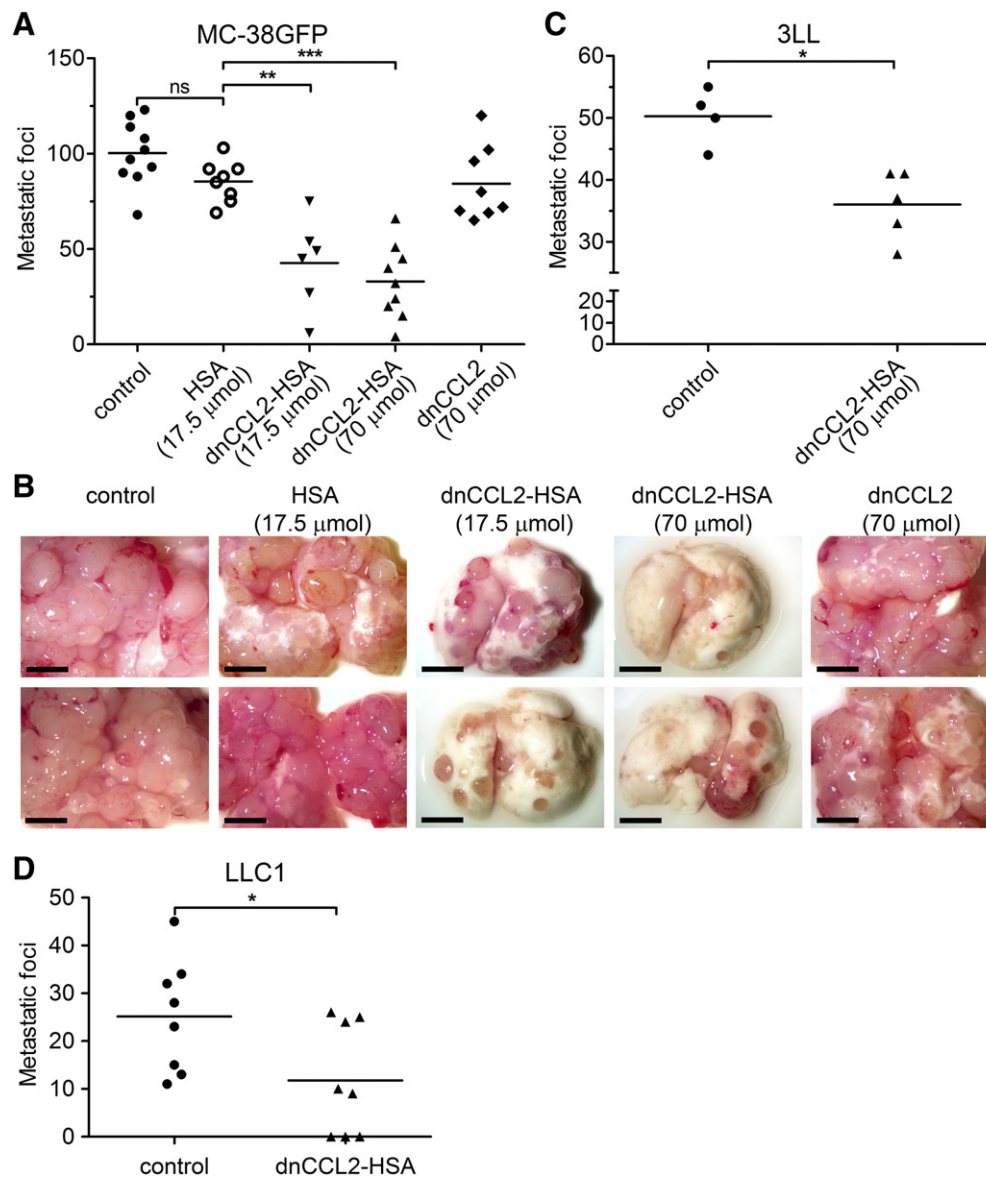 A
MC-38GFP
150
100
50
0
Metastatic foci
ns
**
***
control
HSA
(17.5 μmol)
dnCCL2-HSA
(17.5 μmol)
dnCCL2-HSA
(70 μmol)
dnCCL2
(70 μmol)
C
3LL
60
50
40
30
20
10
0
Metastatic foci
*
control
dnCCL2-HSA
(70 μmol)
B
control
HSA
(17.5 μmol)
dnCCL2-HSA
(17.5 μmol)
dnCCL2-HSA
(70 μmol)
dnCCL2
(70 μmol)
D
LLC1
50
40
30
20
10
0
Metastatic foci
*
control
dnCCL2-HSA